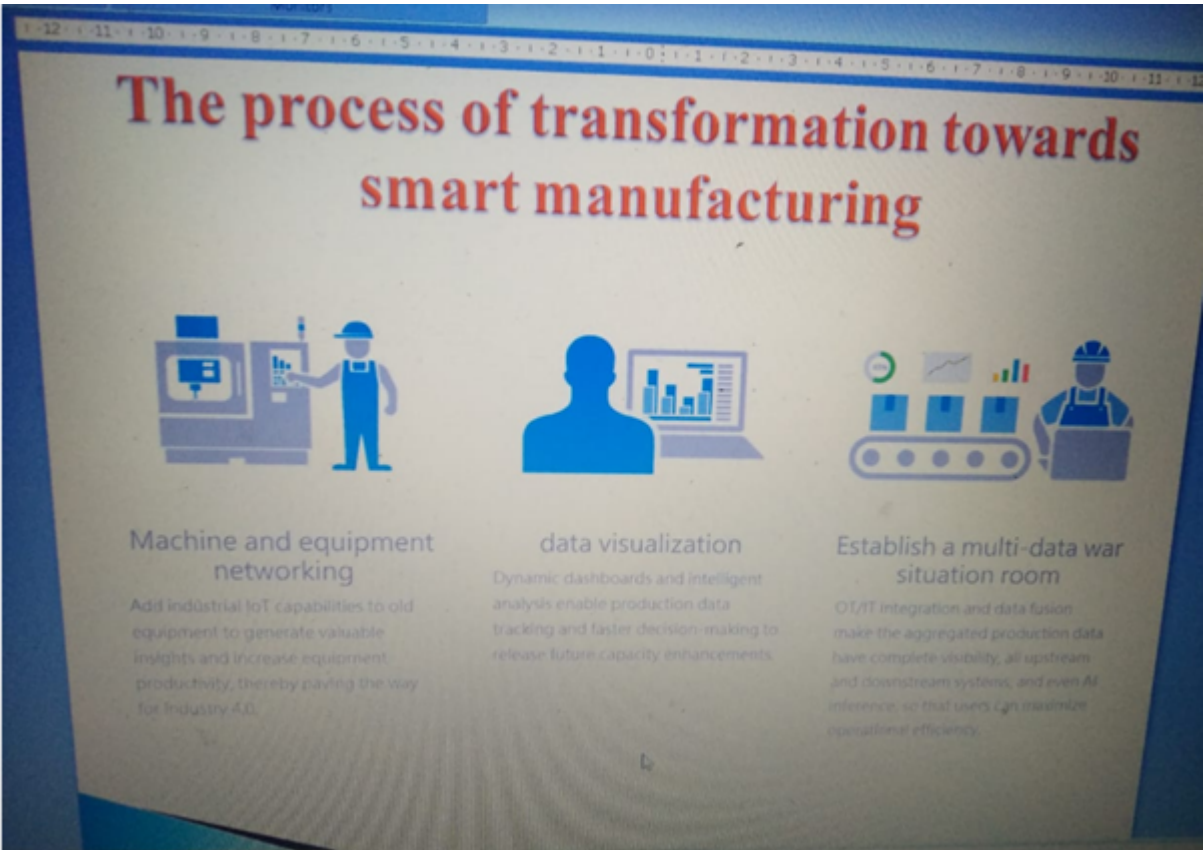 Monitors
The process of transformation towards
smart manufacturing
Machine and equipment
networking
Add industrial IoT capabilities to old
equipment to generate valuable
insights and increase equipment
productivity, thereby paving the way
for Industry 4.0.
data visualization
Dynamic dashboards and intelligent
analysis enable production data
tracking and faster decision-making to
release future capacity enhancements.
Establish a multi-data war
situation room
OT/IT integration and data fusion
make the aggregated production data
have complete visibility, all upstream
and downstream systems, and even AI
inference, so that users can maximize
operational efficiency.